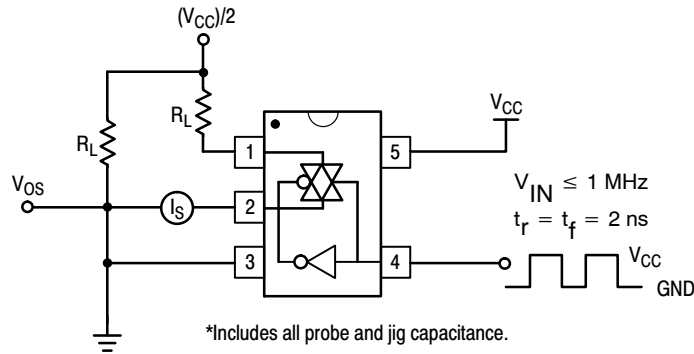 (V_CC)/2
R_L
R_L
V_CC
1
5
V_OS
I_S
2
V_IN ≤ 1 MHz
t_r = t_f = 2 ns
3
4
V_CC
GND
*Includes all probe and jig capacitance.